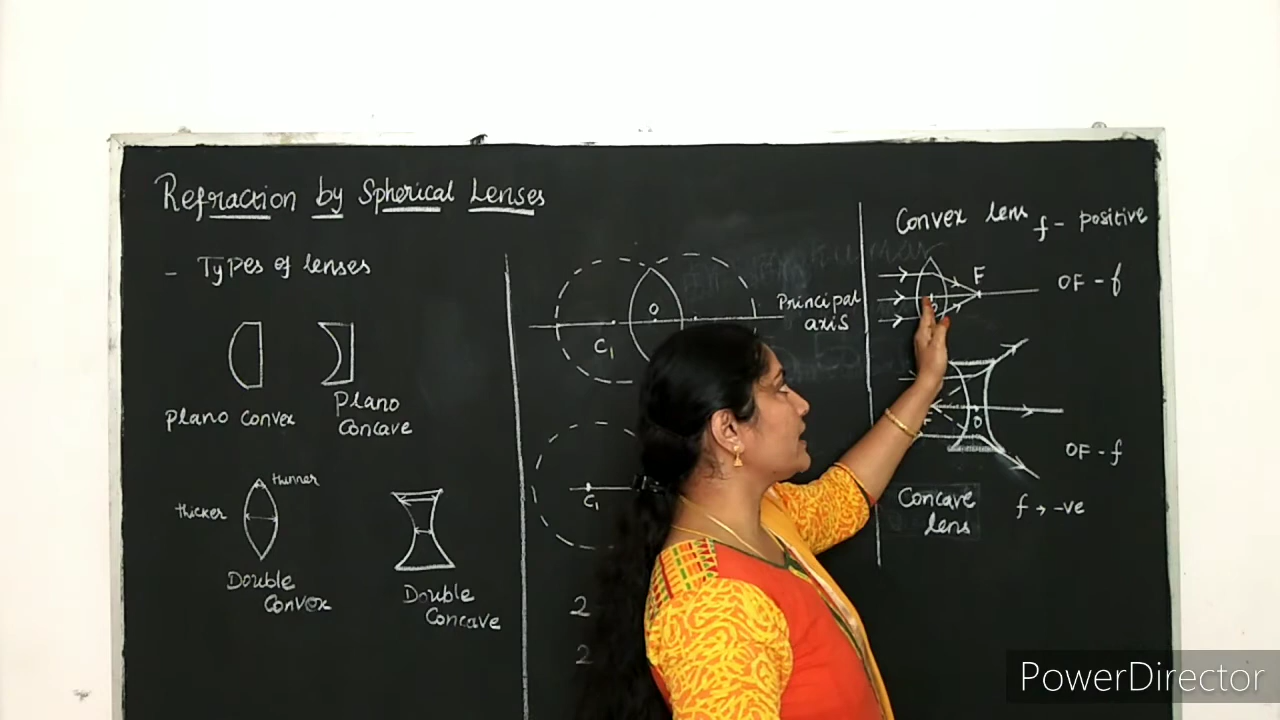 Refraction by Spherical Lenses
- Types of lenses
Plano Convex
Plano
Concave
thinner
thicker
Double
Convex
Double
Concave
O
C1
Principal
axis
C1
2
2
Convex lens
f - positive
F
OF - f
F
O
OF - f
Concave
lens
f → -ve
PowerDirector